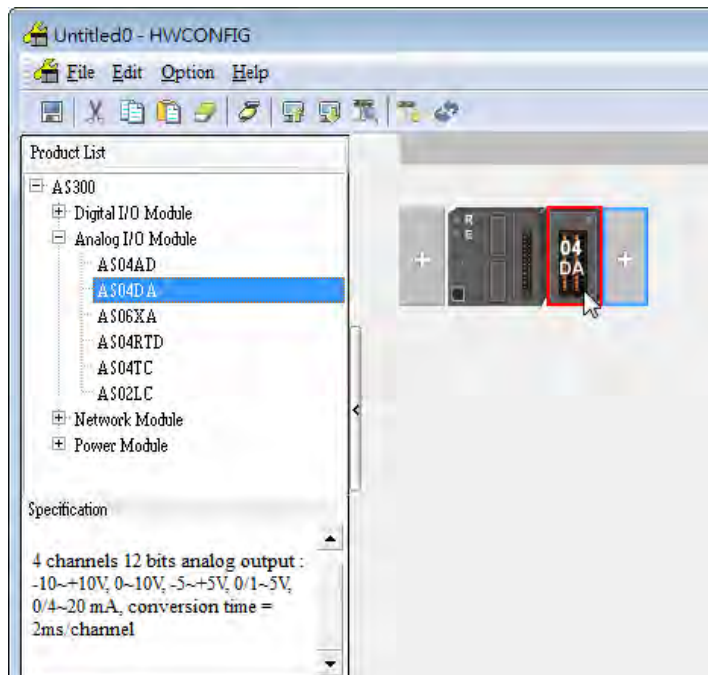 Untitled0 - HWCONFIG
File Edit Option Help
Product List
AS300
Digital I/O Module
Analog I/O Module
AS04AD
AS04DA
AS06XA
AS04RTD
AS04TC
AS02LC
Network Module
Power Module
R
E
04
DA
Specification
4 channels 12 bits analog output :
-10~+10V, 0~10V, -5~+5V, 0/1~5V,
0/4~20 mA, conversion time =
2ms/channel